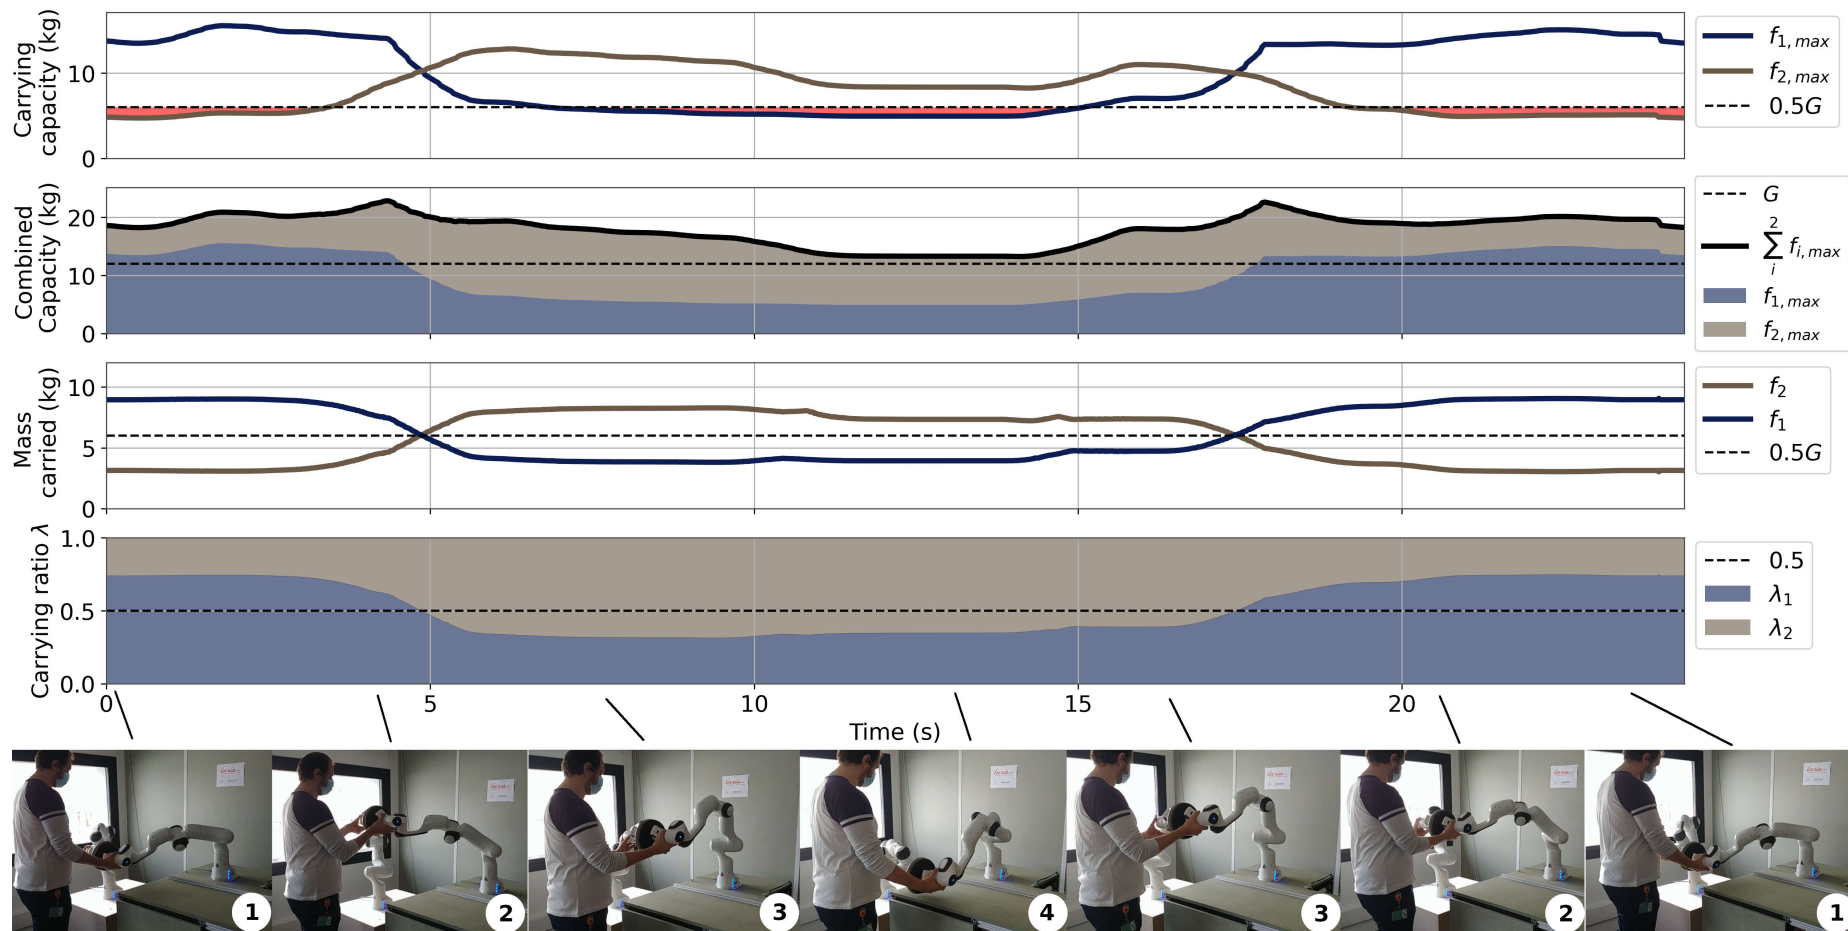 Carrying
capacity (kg)
10
0
f1, max
f2, max
0.5G
Combined
Capacity (kg)
20
10
0
G
2
∑ fi, max
i
f1, max
f2, max
Mass
carried (kg)
10
5
0
f2
f1
0.5G
Carrying ratio λ
1.0
0.5
0.0
0.5
λ1
λ2
0 5 10 15 20
Time (s)
1 2 3 4 3 2 1